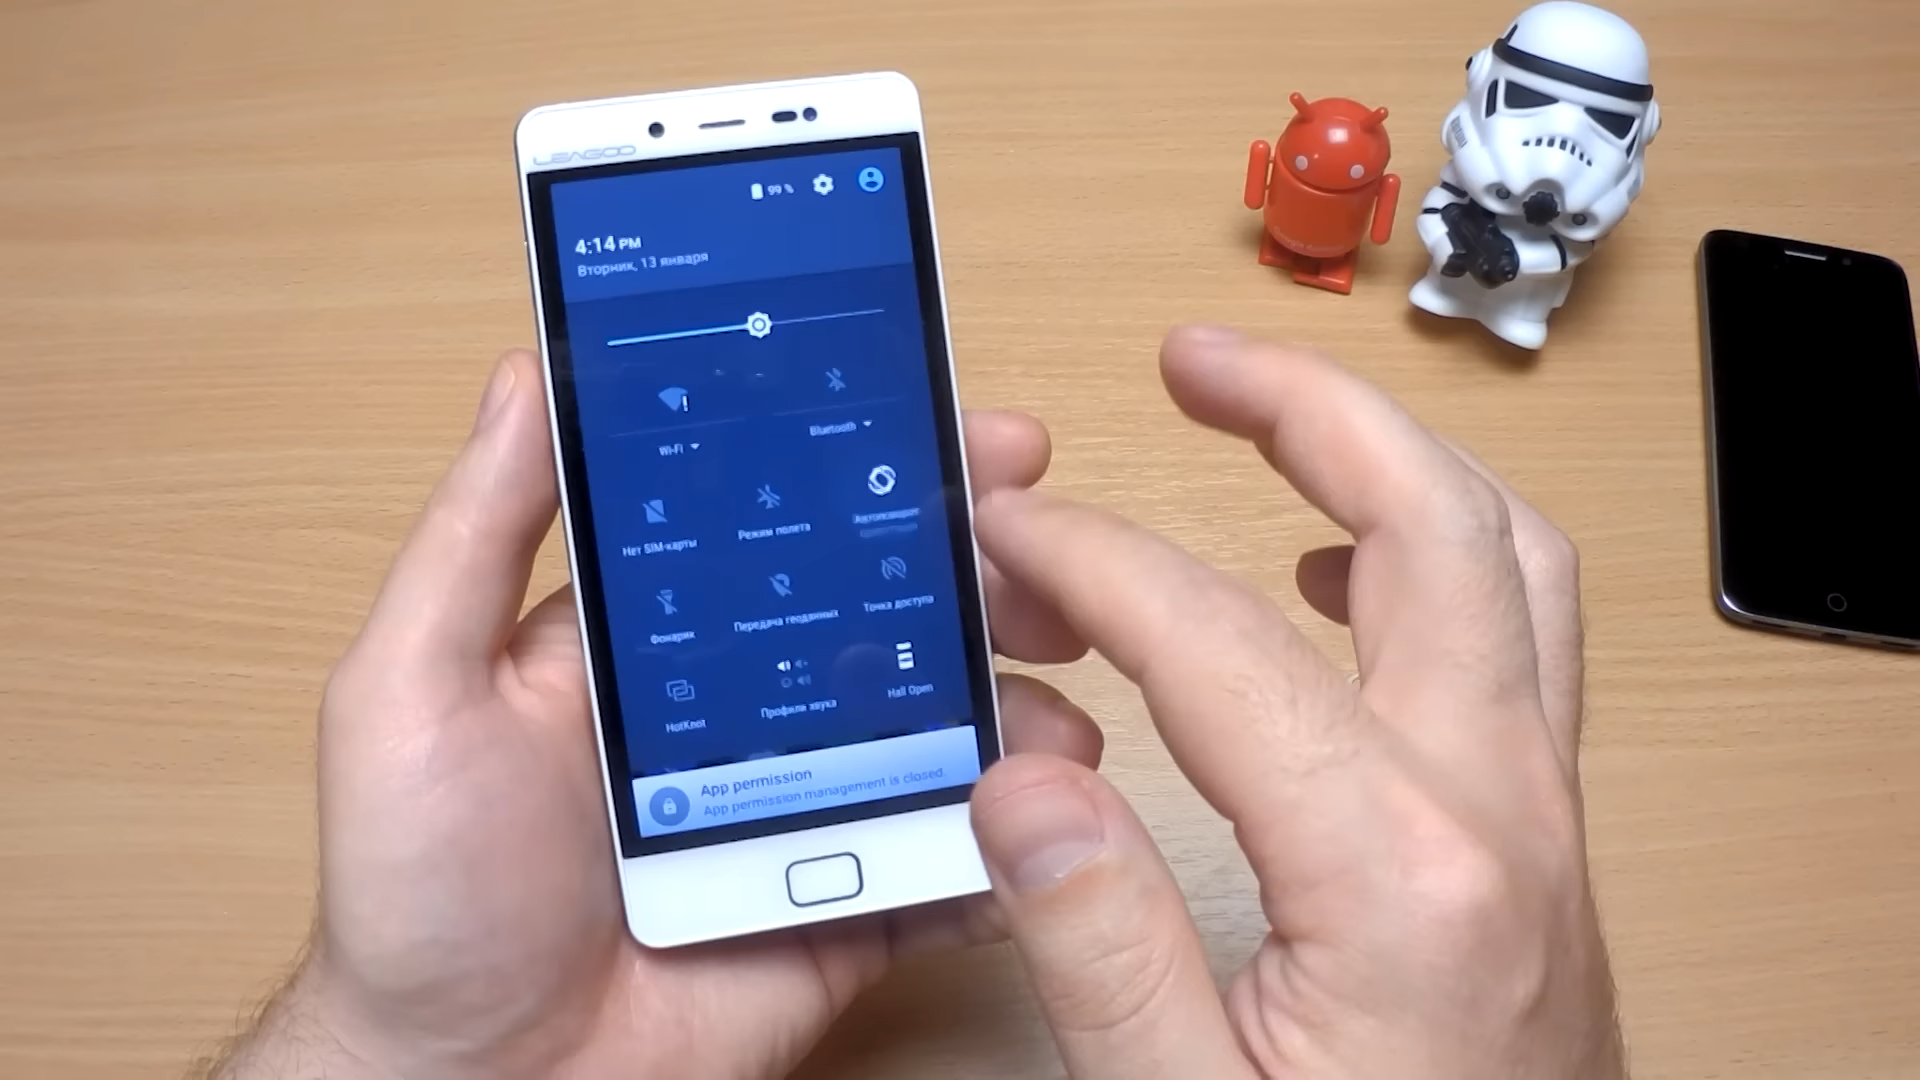 LEAGOO
99 %
4:14 PM
Вторник, 13 января
Wi-Fi
Bluetooth
Нет SIM-карты
Режим полета
Автоповорот
Фонарик
Передача геоданных
Точка доступа
HotKnot
Профили звука
Hall Open
App permission
App permission management is closed.